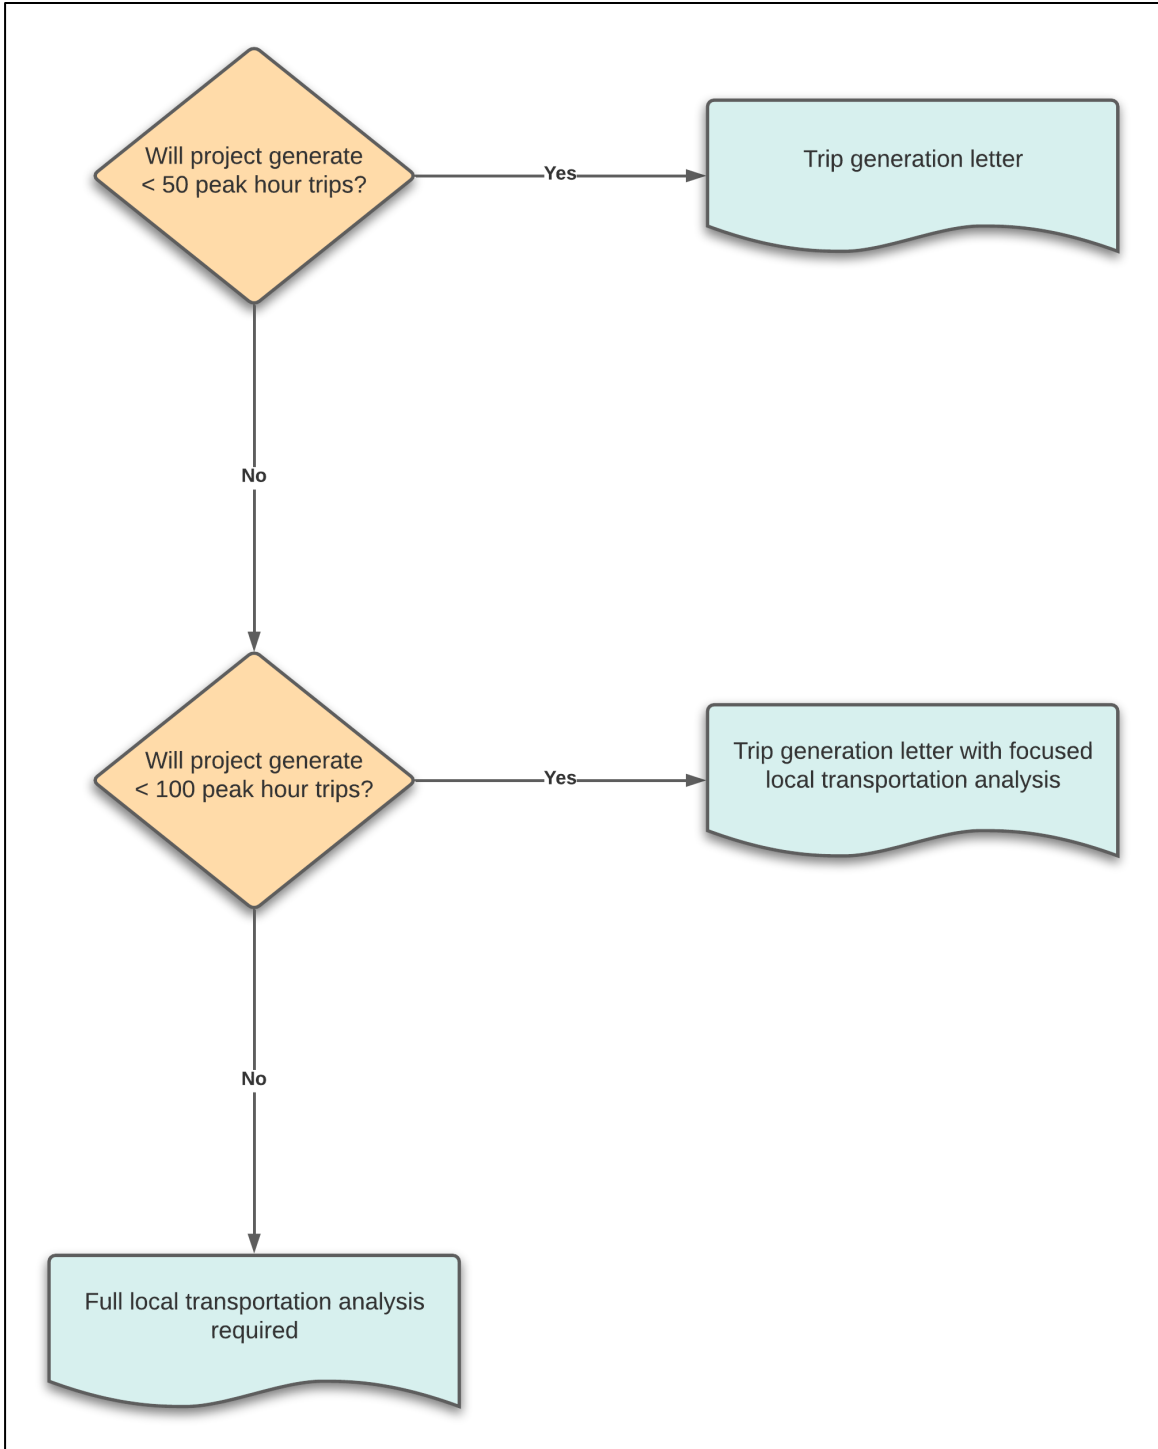 Will project generate
< 50 peak hour trips?
Yes
Trip generation letter
No
Will project generate
< 100 peak hour trips?
Yes
Trip generation letter with focused
local transportation analysis
No
Full local transportation analysis
required